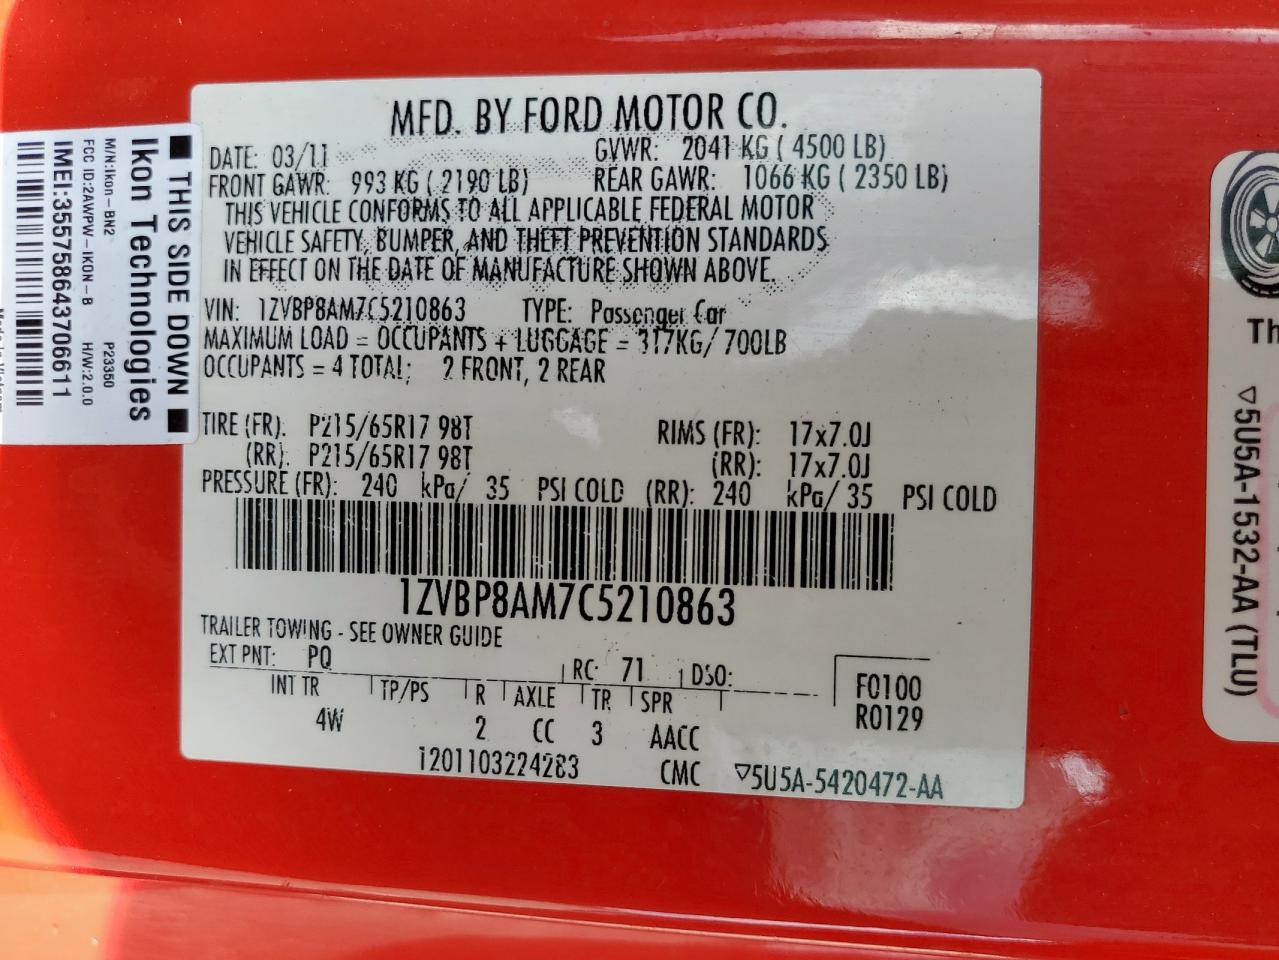 MFD. BY FORD MOTOR CO.
DATE: 03/11 GVWR: 2041 KG ( 4500 LB)
FRONT GAWR: 993 KG ( 2190 LB) REAR GAWR: 1066 KG ( 2350 LB)
THIS VEHICLE CONFORMS TO ALL APPLICABLE FEDERAL MOTOR
VEHICLE SAFETY, BUMPER, AND THEFT PREVENTION STANDARDS
IN EFFECT ON THE DATE OF MANUFACTURE SHOWN ABOVE.
VIN: 1ZVBP8AM7C5210863 TYPE: Passenger Car
MAXIMUM LOAD = OCCUPANTS + LUGGAGE = 317KG/ 700LB
OCCUPANTS = 4 TOTAL; 2 FRONT, 2 REAR
TIRE (FR): P215/65R17 98T RIMS (FR): 17x7.0J
(RR): P215/65R17 98T (RR): 17x7.0J
PRESSURE (FR): 240 kPa/ 35 PSI COLD (RR): 240 kPa/ 35 PSI COLD
1ZVBP8AM7C5210863
TRAILER TOWING - SEE OWNER GUIDE
EXT PNT: PQ RC: 71 DSO:
INT TR TP/PS R AXLE TR SPR
4W 2 CC 3 AACC
F0100
R0129
1201103224283 CMC ▽5U5A-5420472-AA
■ THIS SIDE DOWN ■
Ikon Technologies
M/N:Ikon-BN2 P23350
FCC ID:2AWPW-IKON-B H/W:2.0.0
IMEI:355758643706611
Th
▽5U5A-1532-AA (TLU)